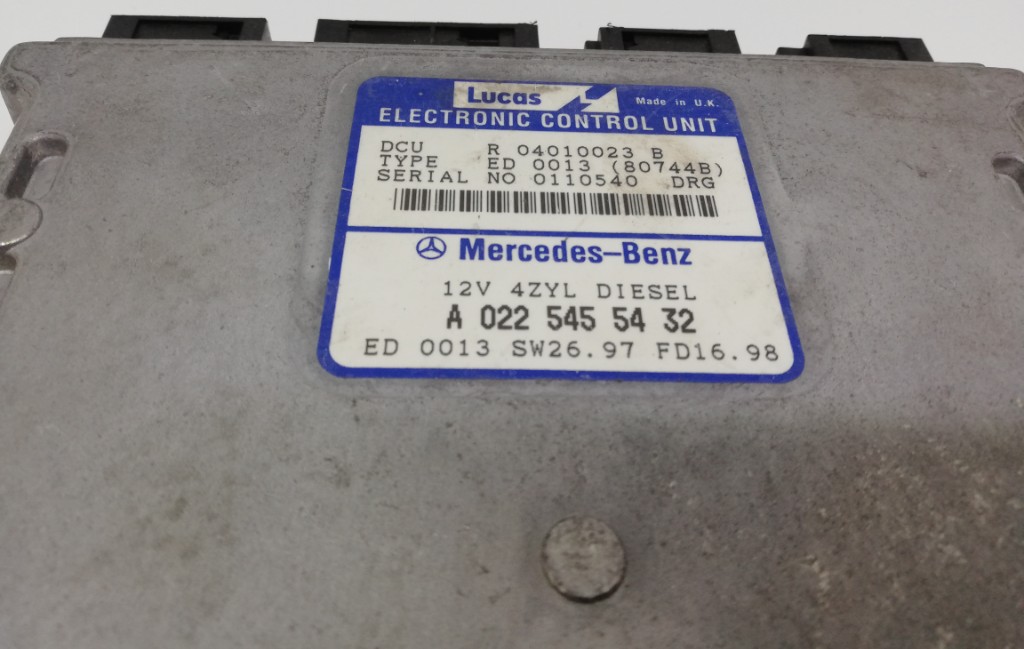 Lucas Made in U.K.
ELECTRONIC CONTROL UNIT
DCU R 04010023 B
TYPE ED 0013 (80744B)
SERIAL NO 0110540 DRG
Mercedes-Benz
12V 4ZYL DIESEL
A 022 545 54 32
ED 0013 SW26.97 FD16.98